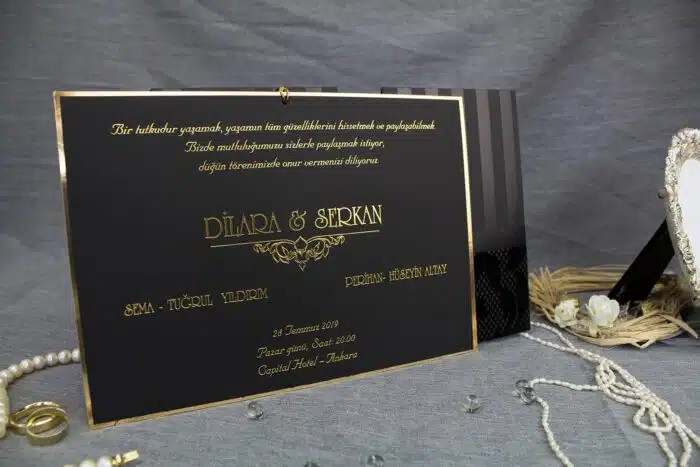 Bir tutkudur yaşamak, yaşamın tüm güzelliklerini hissetmek ve paylaşabilmek.
Bizde mutluluğumuzu sizlerle paylaşmak istiyor,
düğün törenimizde onur vermenizi diliyoruz.
DİLARA & SERKAN
SEMA - TUĞRUL YILDIRIM
PERİHAN- HÜSEYİN ALTAY
28 Temmuz 2019
Pazar günü, Saat: 20.00
Capital Hotel - Ankara